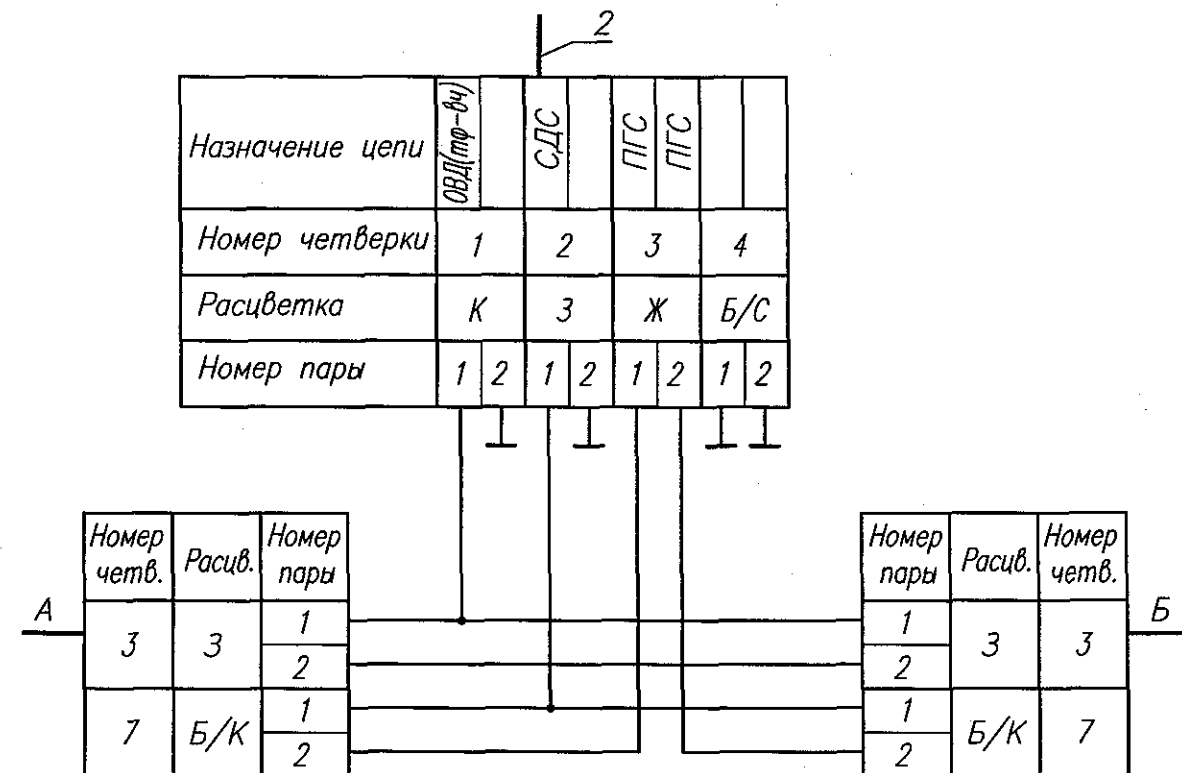 2
Назначение цепи
ОВД(тф-вч)
СДС
ПГС
ПГС
Номер четверки 1 2 3 4
Расцветка К З Ж Б/С
Номер пары 1 2 1 2 1 2 1 2
А
Номер четв. Расцв. Номер пары
3 З 1
2
7 Б/К 1
2
Номер пары Расцв. Номер четв.
1 З 3
2
1 Б/К 7
2
Б